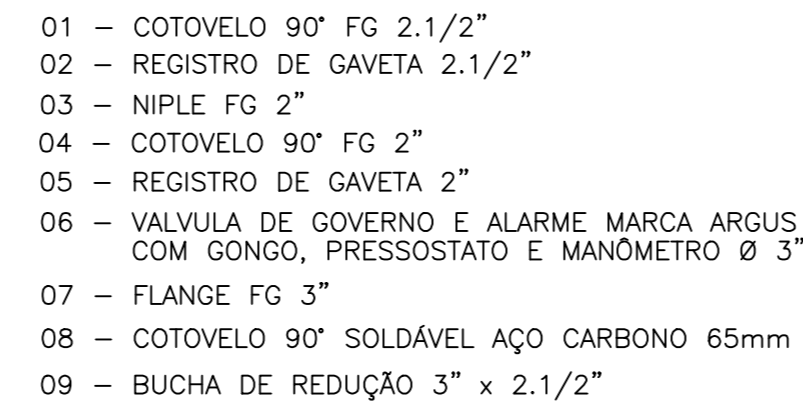 01 – COTOVELO 90° FG 2.1/2”
02 – REGISTRO DE GAVETA 2.1/2”
03 – NIPLE FG 2”
04 – COTOVELO 90° FG 2”
05 – REGISTRO DE GAVETA 2”
06 – VALVULA DE GOVERNO E ALARME MARCA ARGUS
COM GONGO, PRESSOSTATO E MANÔMETRO Ø 3”
07 – FLANGE FG 3”
08 – COTOVELO 90° SOLDÁVEL AÇO CARBONO 65mm
09 – BUCHA DE REDUÇÃO 3” x 2.1/2”